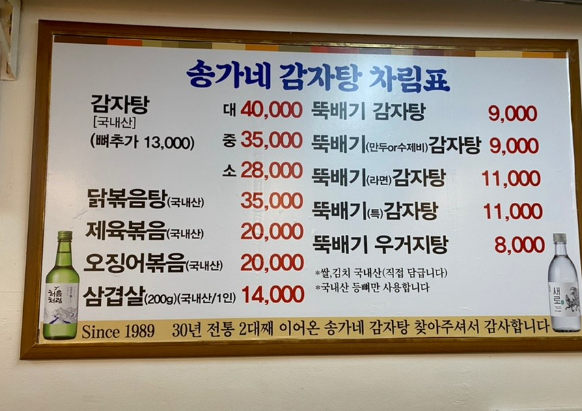 송가네 감자탕 차림표
감자탕 대 40,000
[국내산]
(뼈추가 13,000) 중 35,000
소 28,000
닭볶음탕(국내산) 35,000
제육볶음(국내산) 20,000
오징어볶음(국내산) 20,000
삼겹살(200g)(국내산/1인) 14,000
뚝배기 감자탕 9,000
뚝배기(만두or수제비)감자탕 9,000
뚝배기(라면)감자탕 11,000
뚝배기(특)감자탕 11,000
뚝배기 우거지탕 8,000
*쌀,김치 국내산(직접 담급니다)
*국내산 등뼈만 사용합니다
처음처럼
새로
Since 1989 30년 전통 2대째 이어온 송가네 감자탕 찾아주셔서 감사합니다